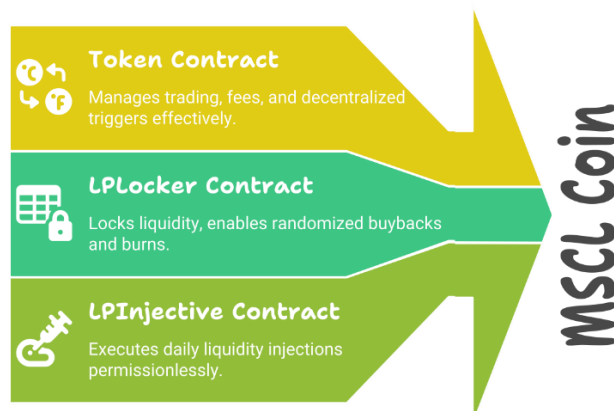 Token Contract
Manages trading, fees, and decentralized
triggers effectively.
LPLocker Contract
Locks liquidity, enables randomized buybacks
and burns.
LPInjective Contract
Executes daily liquidity injections
permissionlessly.
MSCL Coin
°C
°F